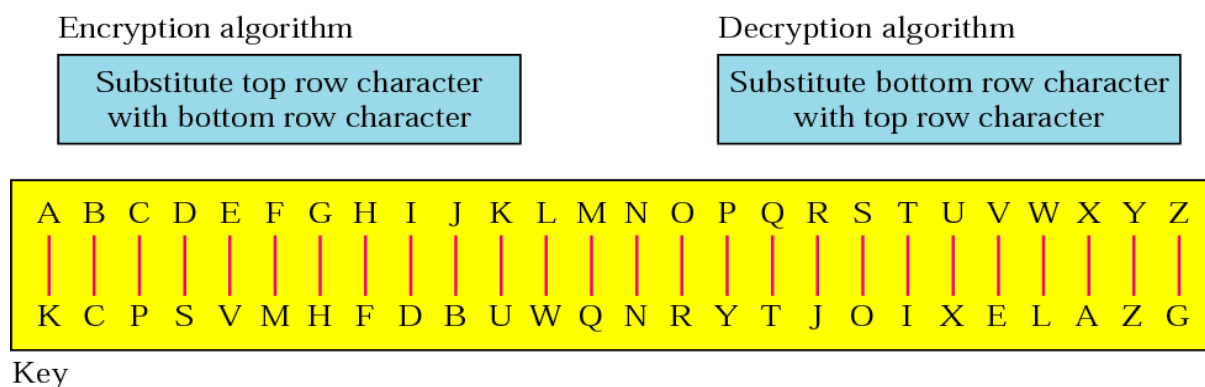 Encryption algorithm
Substitute top row character
with bottom row character
Decryption algorithm
Substitute bottom row character
with top row character
A B C D E F G H I J K L M N O P Q R S T U V W X Y Z
K C P S V M H F D B U W Q N R Y T J O I X E L A Z G
Key